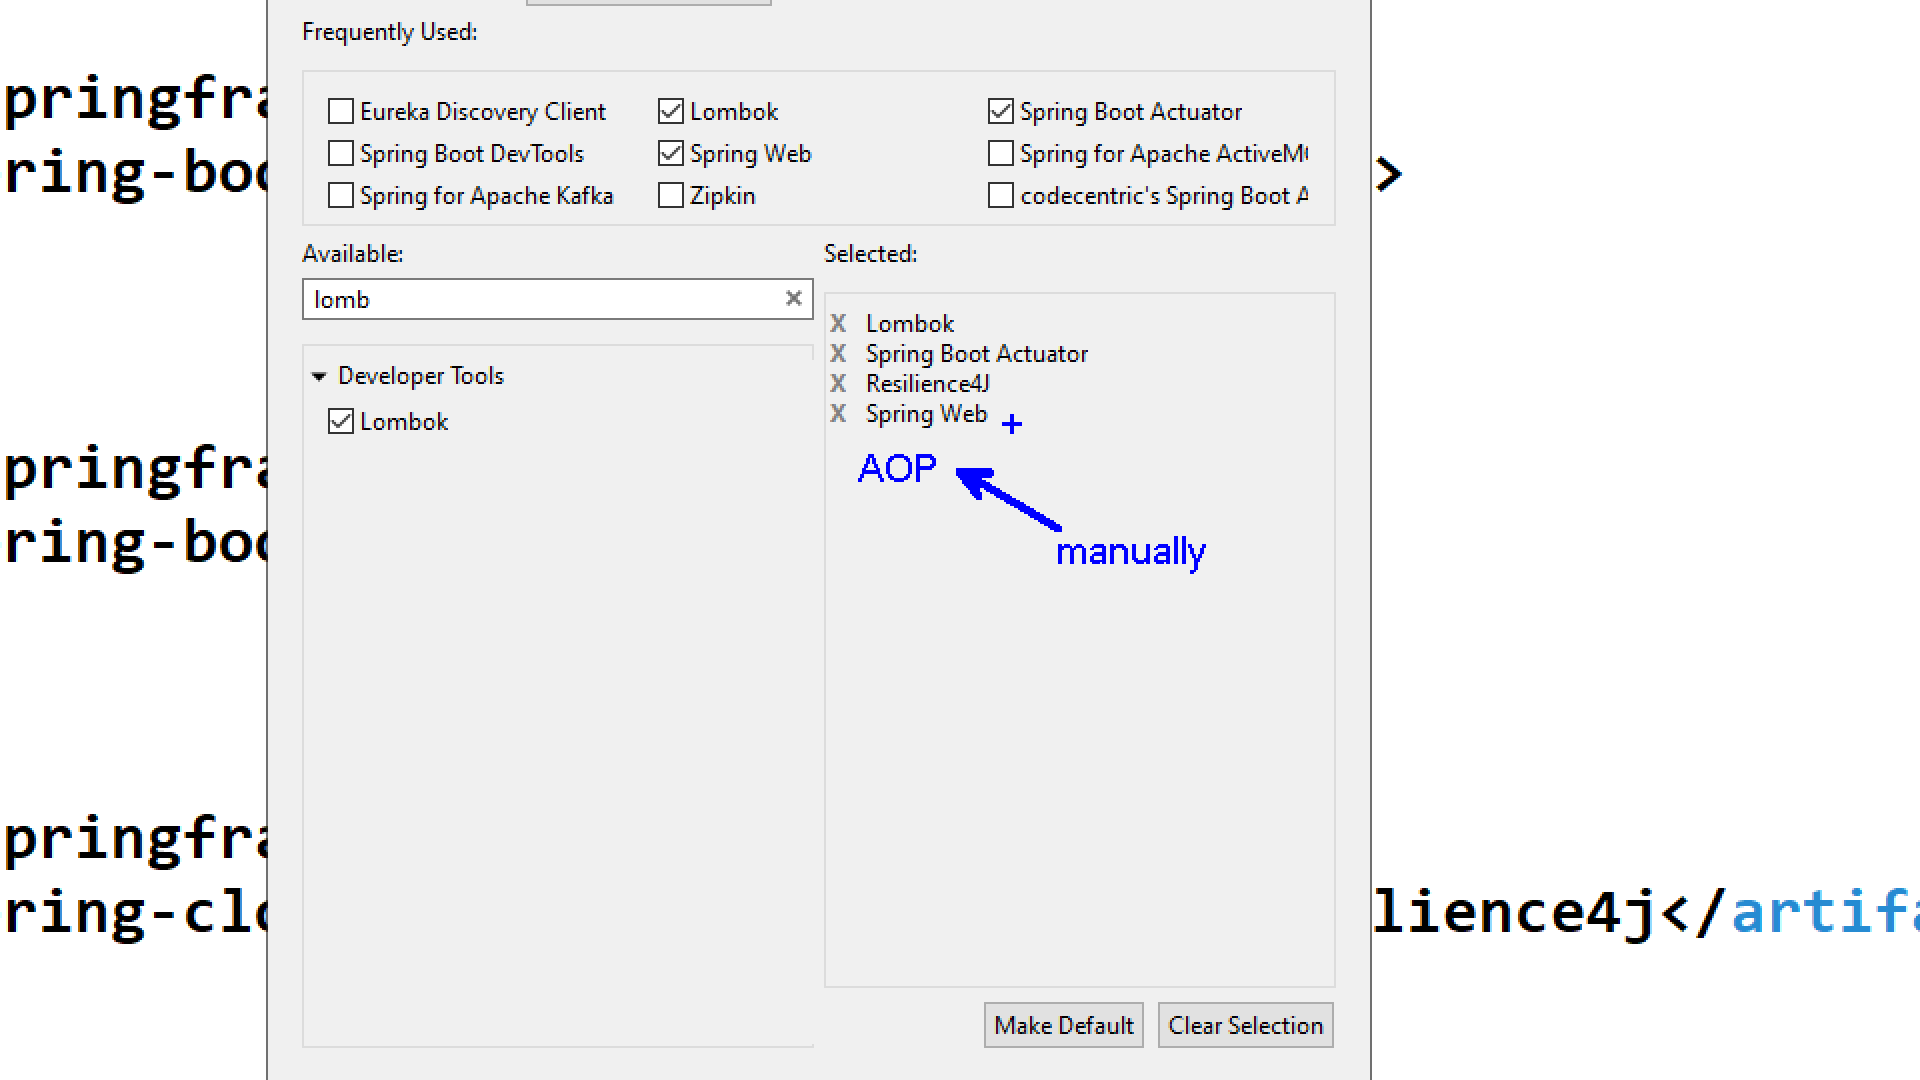 Frequently Used:
pringfra
Eureka Discovery Client
Lombok
Spring Boot Actuator
ring-boo
Spring Boot DevTools
Spring Web
Spring for Apache ActiveM
>
Spring for Apache Kafka
Zipkin
codecentric's Spring Boot A
Available:
Selected:
lomb
Lombok
Developer Tools
Spring Boot Actuator
Resilience4J
Lombok
Spring Web +
pringfra
AOP
ring-boo
manually
pringfra
ring-clo
lience4j</artifa
Make Default
Clear Selection